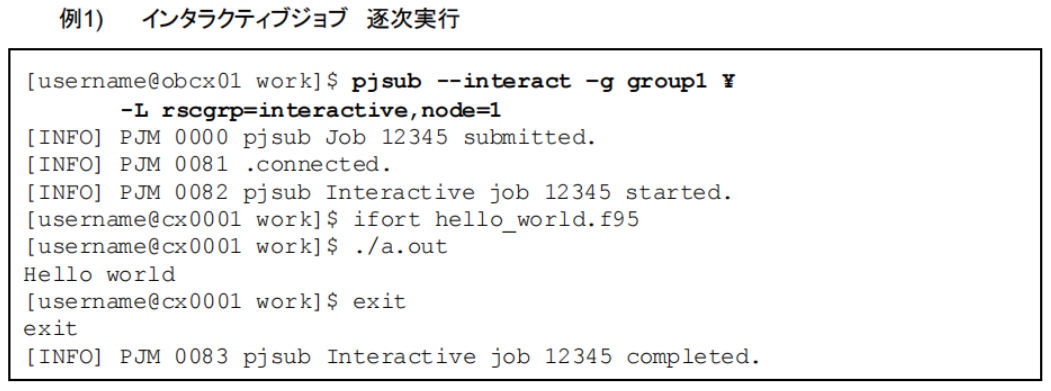 例1) インタラクティブジョブ 逐次実行
[username@obcx01 work]$ pjsub --interact –g group1 ¥
-L rscgrp=interactive,node=1
[INFO] PJM 0000 pjsub Job 12345 submitted.
[INFO] PJM 0081 .connected.
[INFO] PJM 0082 pjsub Interactive job 12345 started.
[username@cx0001 work]$ ifort hello_world.f95
[username@cx0001 work]$ ./a.out
Hello world
[username@cx0001 work]$ exit
exit
[INFO] PJM 0083 pjsub Interactive job 12345 completed.